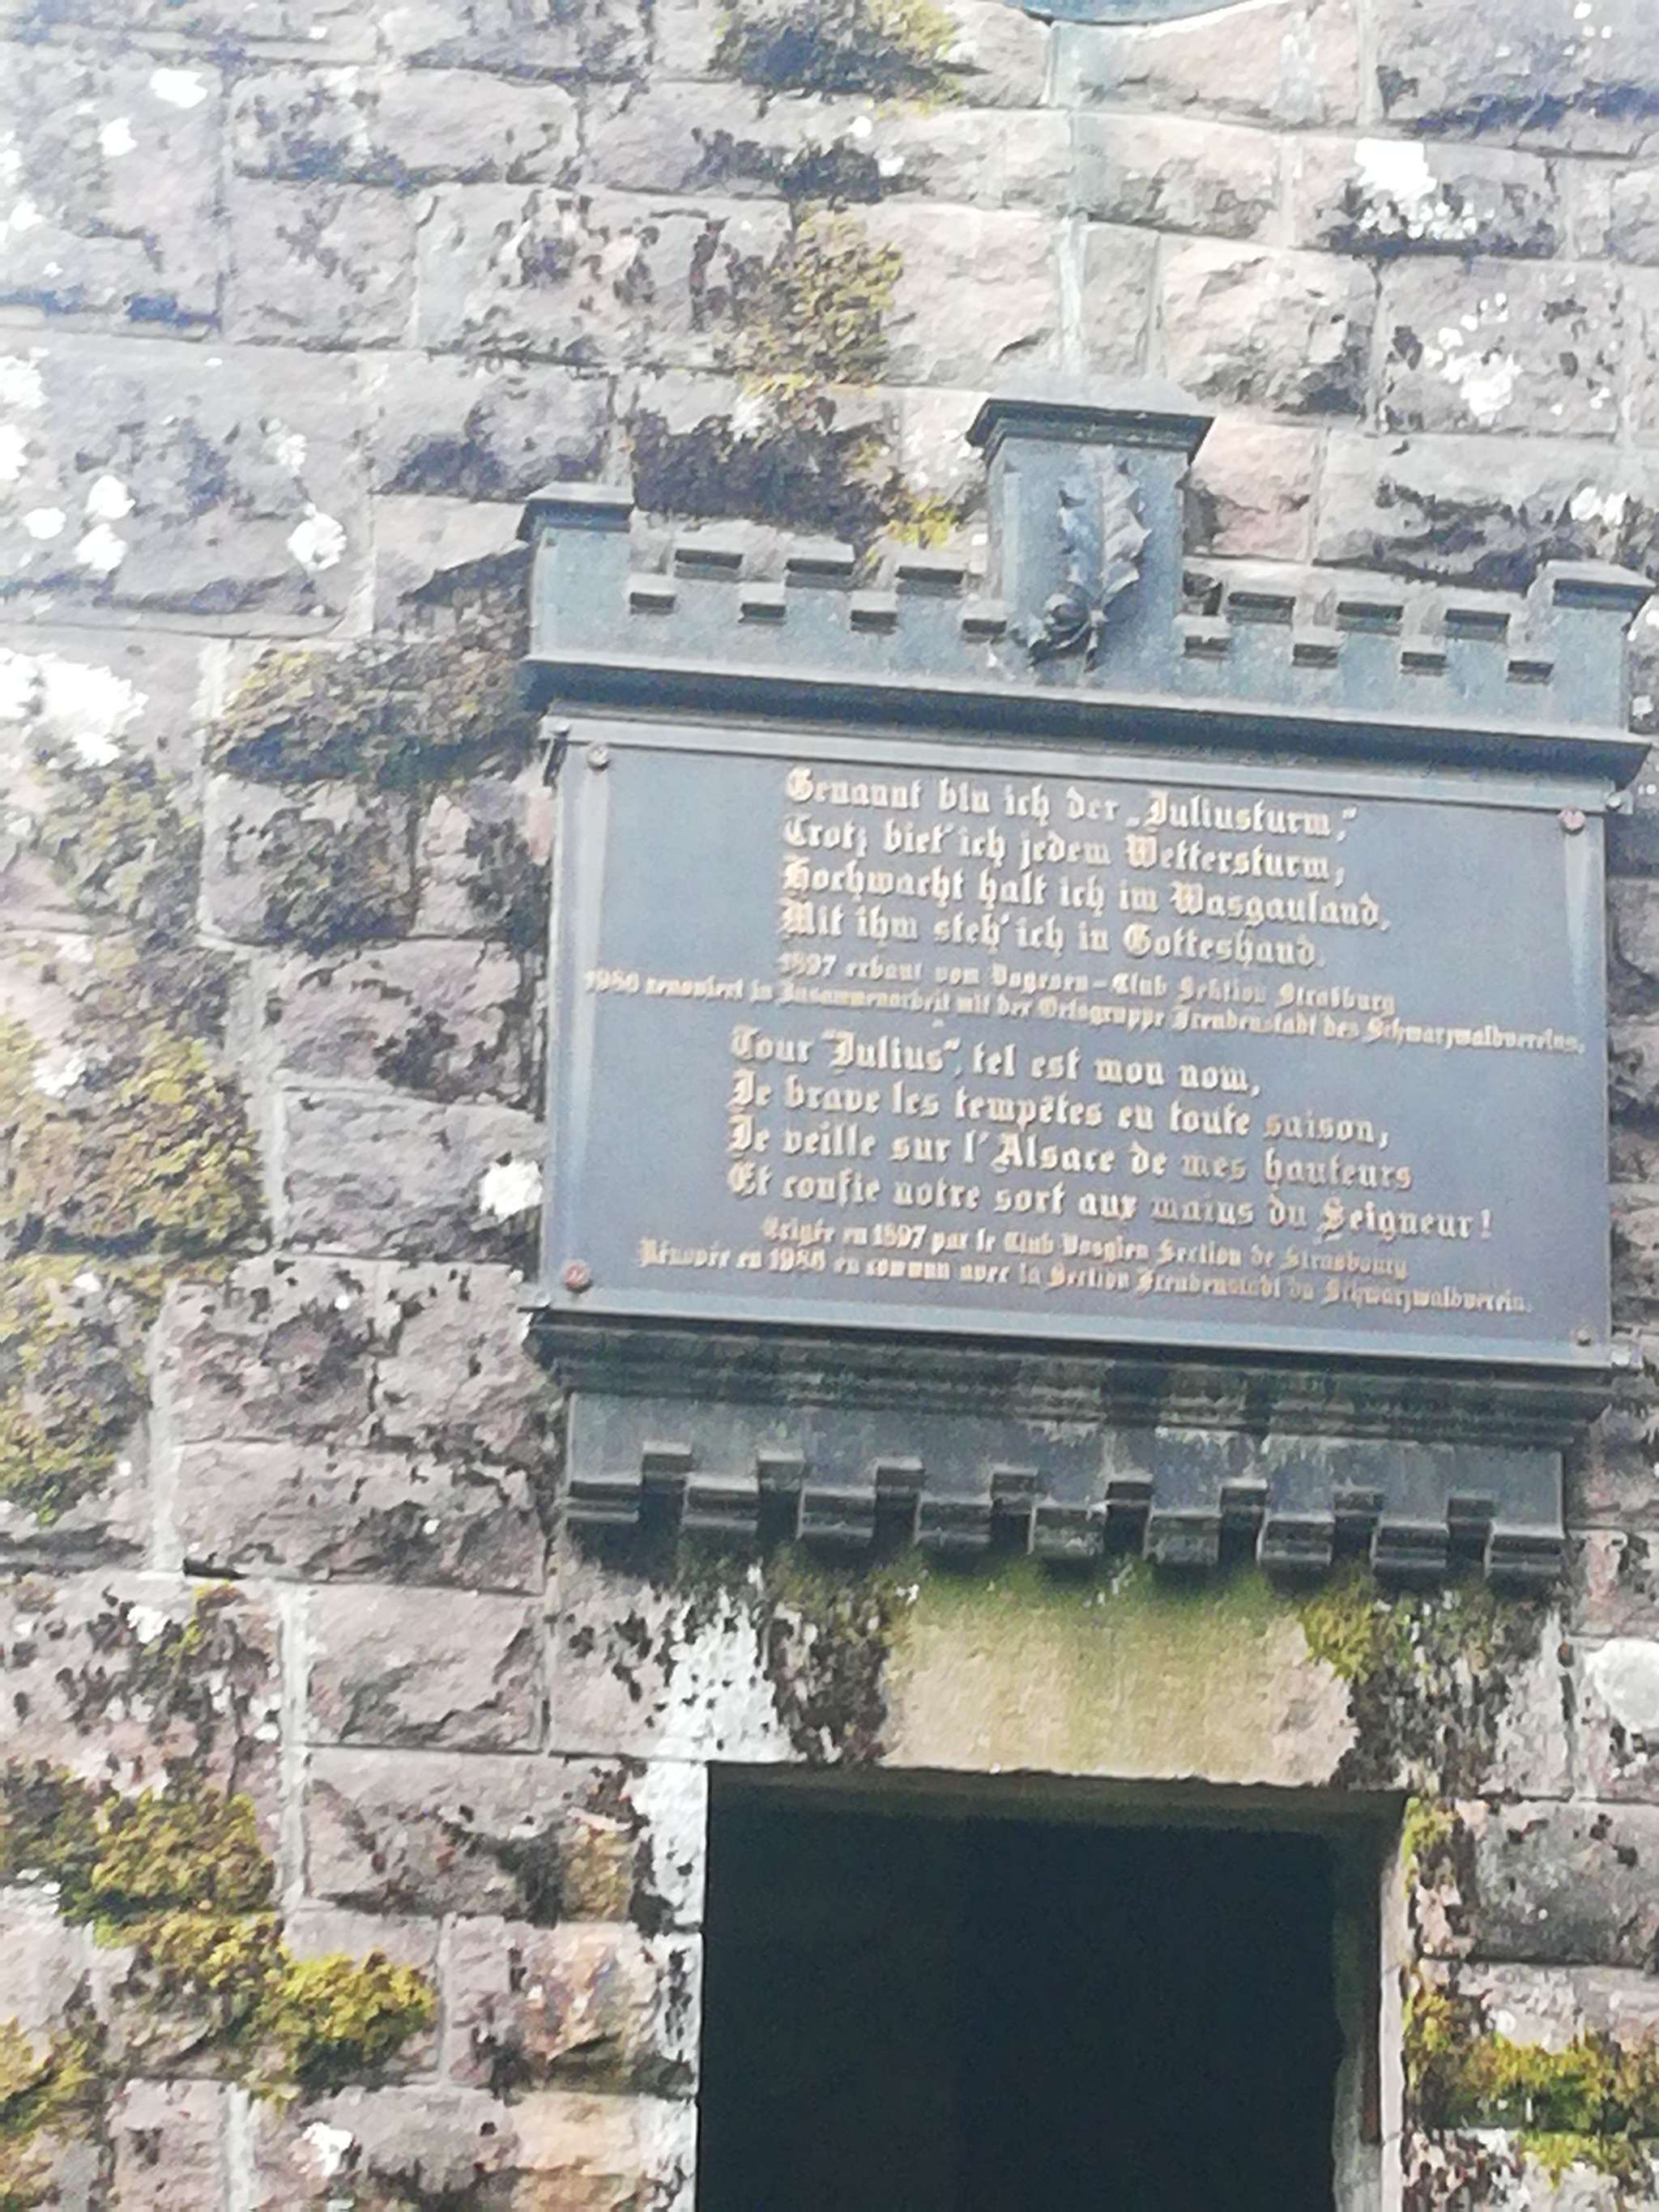 Genannt bin ich der „Juliusturm,"
Trotz biet' ich jedem Wettersturm,
Hochwacht halt ich im Wasgauland,
Mit ihm steh' ich in Gotteshand.
1897 erbaut vom Vogesen-Club Sektion Straßburg
1980 renoviert in Zusammenarbeit mit der Ortsgruppe Freudenstadt des Schwarzwaldvereins.
Tour "Julius", tel est mon nom,
Je brave les tempêtes en toute saison,
Je veille sur l'Alsace de mes hauteurs
Et confie notre sort aux mains du Seigneur!
Erigée en 1897 par le Club Vosgien Section de Strasbourg
Rénovée en 1980 en commun avec la Section Freudenstadt du Schwarzwaldverein.